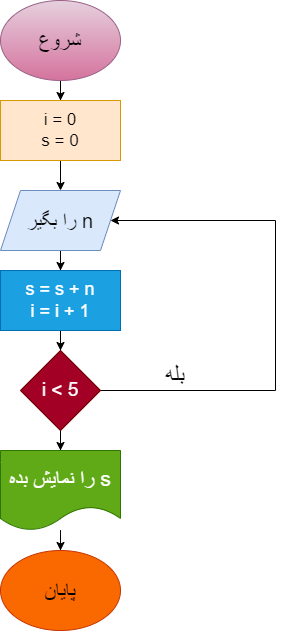 شروع
i = 0
s = 0
n را بگیر
s = s + n
i = i + 1
i < 5
بله
s را نمایش بده
پایان